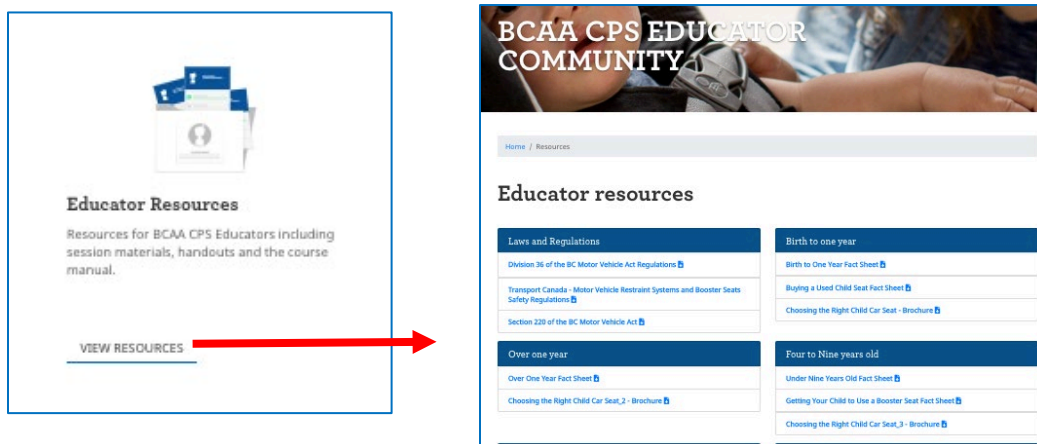 Educator Resources
Resources for BCAA CPS Educators including
session materials, handouts and the course
manual.
VIEW RESOURCES
BCAA CPS EDUCATOR
COMMUNITY
Home / Resources
Educator resources
Laws and Regulations
Division 36 of the BC Motor Vehicle Act Regulations
Transport Canada - Motor Vehicle Restraint Systems and Booster Seats
Safety Regulations
Section 220 of the BC Motor Vehicle Act
Birth to one year
Birth to One Year Fact Sheet
Buying a Used Child Seat Fact Sheet
Choosing the Right Child Car Seat - Brochure
Over one year
Over One Year Fact Sheet
Choosing the Right Child Car Seat_2 - Brochure
Four to Nine years old
Under Nine Years Old Fact Sheet
Getting Your Child to Use a Booster Seat Fact Sheet
Choosing the Right Child Car Seat_3 - Brochure